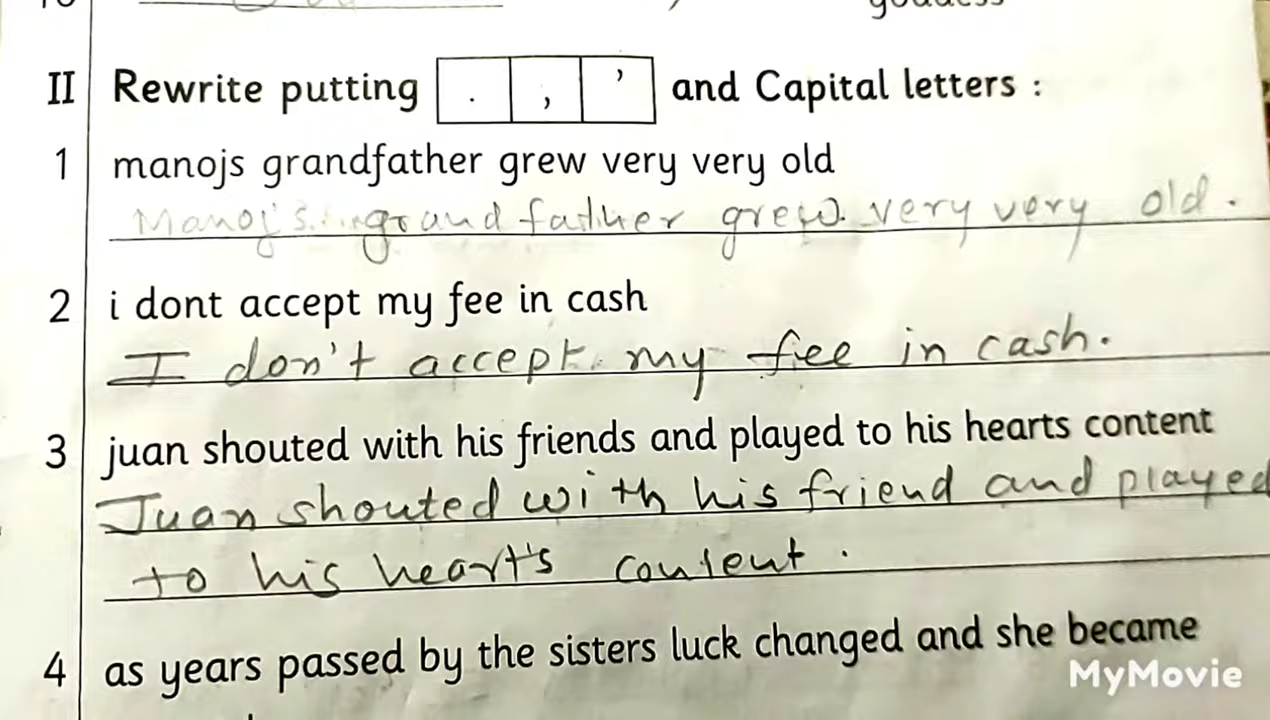 goddess
II Rewrite putting . , ’ and Capital letters :
1 manojs grandfather grew very very old
Manoj's grand father grew very very old.
2 i dont accept my fee in cash
I don't accept my fee in cash.
3 juan shouted with his friends and played to his hearts content
Juan shouted with his friend and played
to his heart's content.
4 as years passed by the sisters luck changed and she became
MyMovie